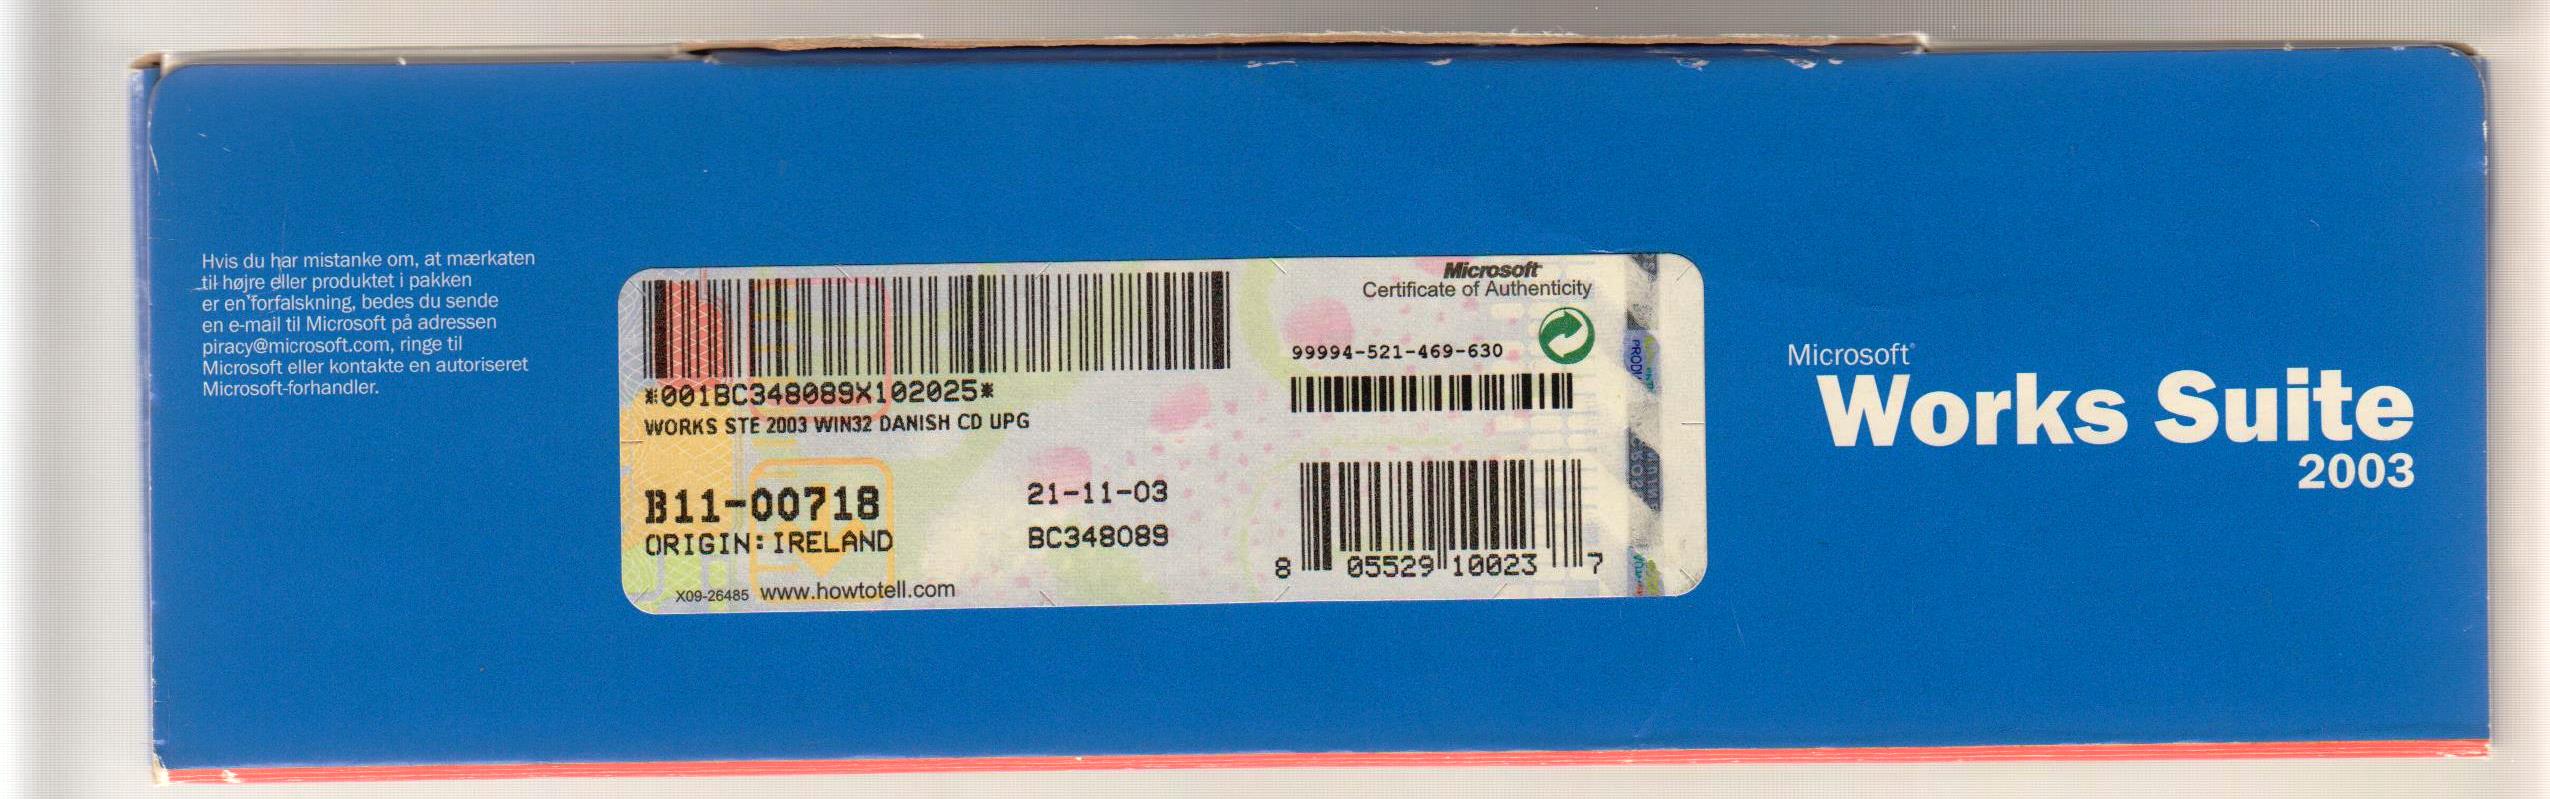 Hvis du har mistanke om, at mærkaten
til højre eller produktet i pakken
er en forfalskning, bedes du sende
en e-mail til Microsoft på adressen
piracy@microsoft.com, ringe til
Microsoft eller kontakte en autoriseret
Microsoft-forhandler.
*001BC348089X102025*
WORKS STE 2003 WIN32 DANISH CD UPG
B11-00718
ORIGIN: IRELAND
21-11-03
BC348089
X09-26485 www.howtotell.com
Microsoft
Certificate of Authenticity
99994-521-469-630
8 05529 10023 7
Microsoft®
Works Suite
2003